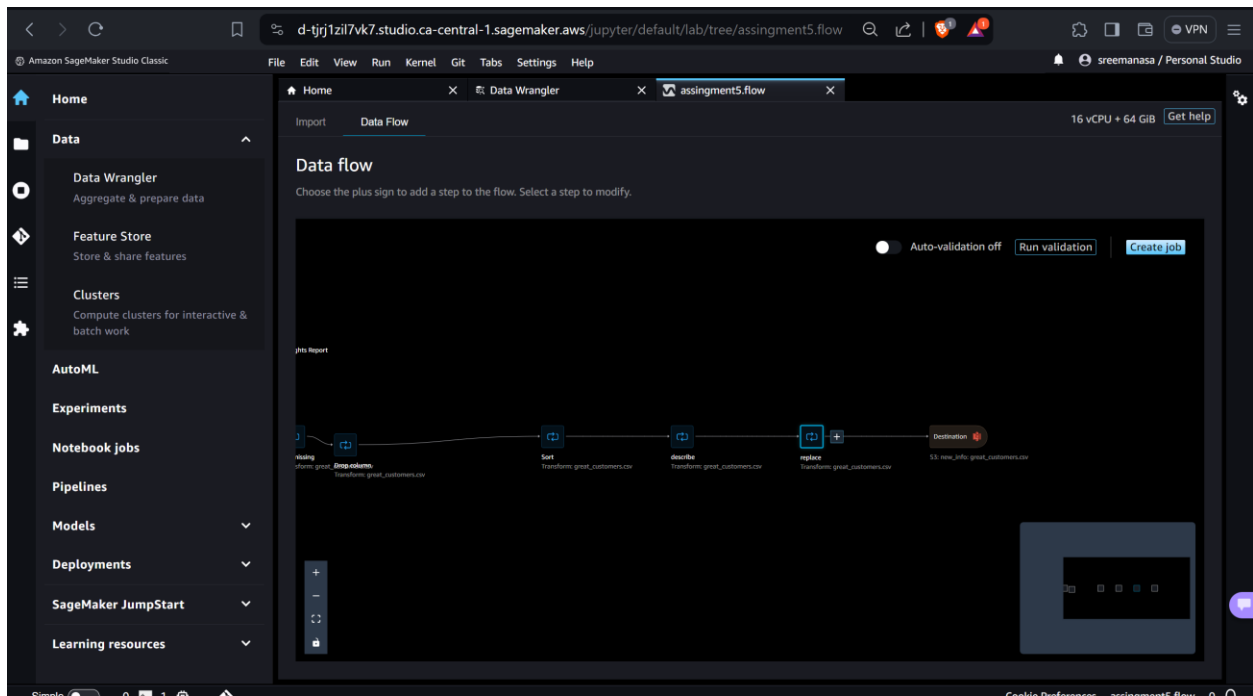 d-tjrj1zil7vk7.studio.ca-central-1.sagemaker.aws/jupyter/default/lab/tree/assingment5.flow
VPN
Amazon SageMaker Studio Classic
File Edit View Run Kernel Git Tabs Settings Help
sreemanasa / Personal Studio
Home
Data
Data Wrangler
Aggregate & prepare data
Feature Store
Store & share features
Clusters
Compute clusters for interactive &
batch work
AutoML
Experiments
Notebook jobs
Pipelines
Models
Deployments
SageMaker JumpStart
Learning resources
Home Data Wrangler assingment5.flow
Import Data Flow
16 vCPU + 64 GiB Get help
Data flow
Choose the plus sign to add a step to the flow. Select a step to modify.
Auto-validation off Run validation Create job
ghts Report
Drop column
Transform: great_customers.csv
Sort
Transform: great_customers.csv
describe
Transform: great_customers.csv
replace
Transform: great_customers.csv
Destination
S3: new_info: great_customers.csv
Simple 0 1
Cookie Preferences assingment5.flow 0